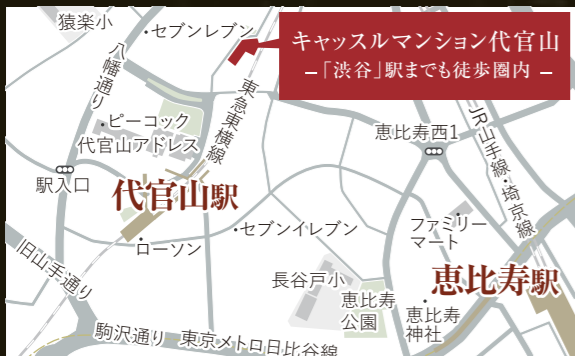 猿楽小
セブンレブン
キャッスルマンション代官山
–「渋谷」駅までも徒歩圏内 –
八幡通り
東急東横線
JR山手線・埼京線
ピーコック
代官山アドレス
恵比寿西1
駅入口
代官山駅
ローソン
セブンイレブン
ファミリー
マート
旧山手通り
長谷戸小
恵比寿
公園
恵比寿駅
恵比寿
神社
駒沢通り
東京メトロ日比谷線